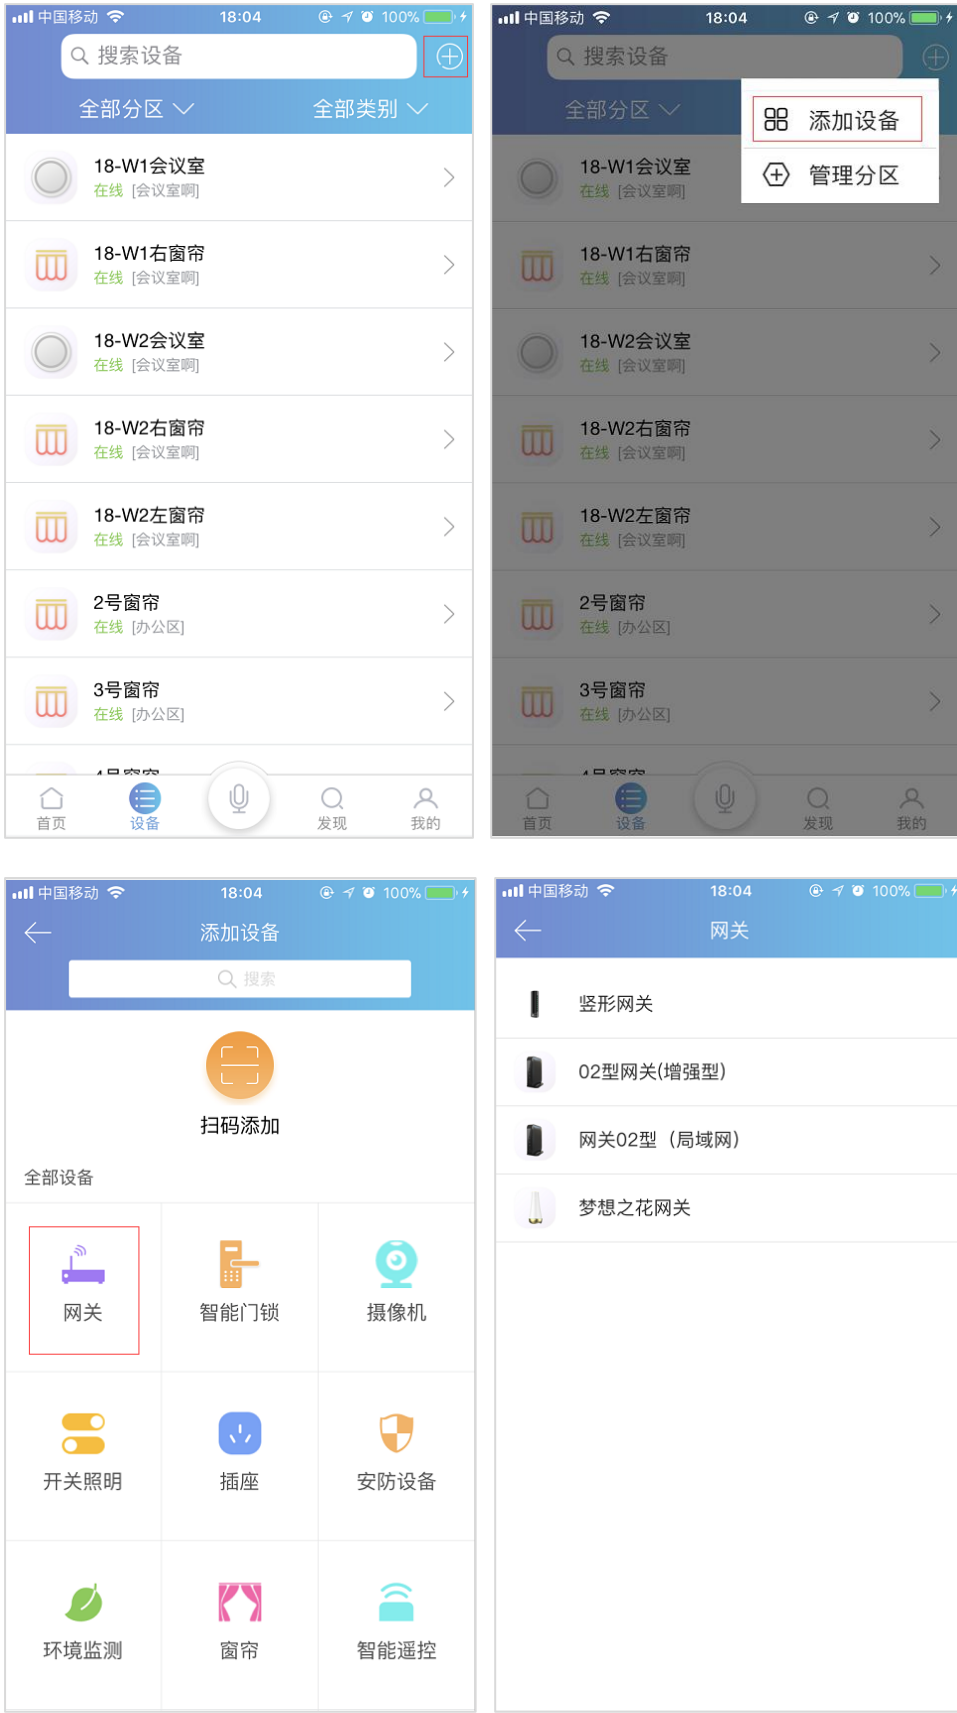 中国移动 18:04 100%
搜索设备
全部分区 全部类别
18-W1会议室
在线 [会议室啊]
18-W1右窗帘
在线 [会议室啊]
18-W2会议室
在线 [会议室啊]
18-W2右窗帘
在线 [会议室啊]
18-W2左窗帘
在线 [会议室啊]
2号窗帘
在线 [办公区]
3号窗帘
在线 [办公区]
4号窗帘
首页 设备 发现 我的
中国移动 18:04 100%
搜索设备
全部分区
添加设备
管理分区
18-W1会议室
在线 [会议室啊]
18-W1右窗帘
在线 [会议室啊]
18-W2会议室
在线 [会议室啊]
18-W2右窗帘
在线 [会议室啊]
18-W2左窗帘
在线 [会议室啊]
2号窗帘
在线 [办公区]
3号窗帘
在线 [办公区]
4号窗帘
首页 设备 发现 我的
中国移动 18:04 100%
添加设备
搜索
扫码添加
全部设备
网关 智能门锁 摄像机
开关照明 插座 安防设备
环境监测 窗帘 智能遥控
中国移动 18:04 100%
网关
竖形网关
02型网关(增强型)
网关02型（局域网）
梦想之花网关